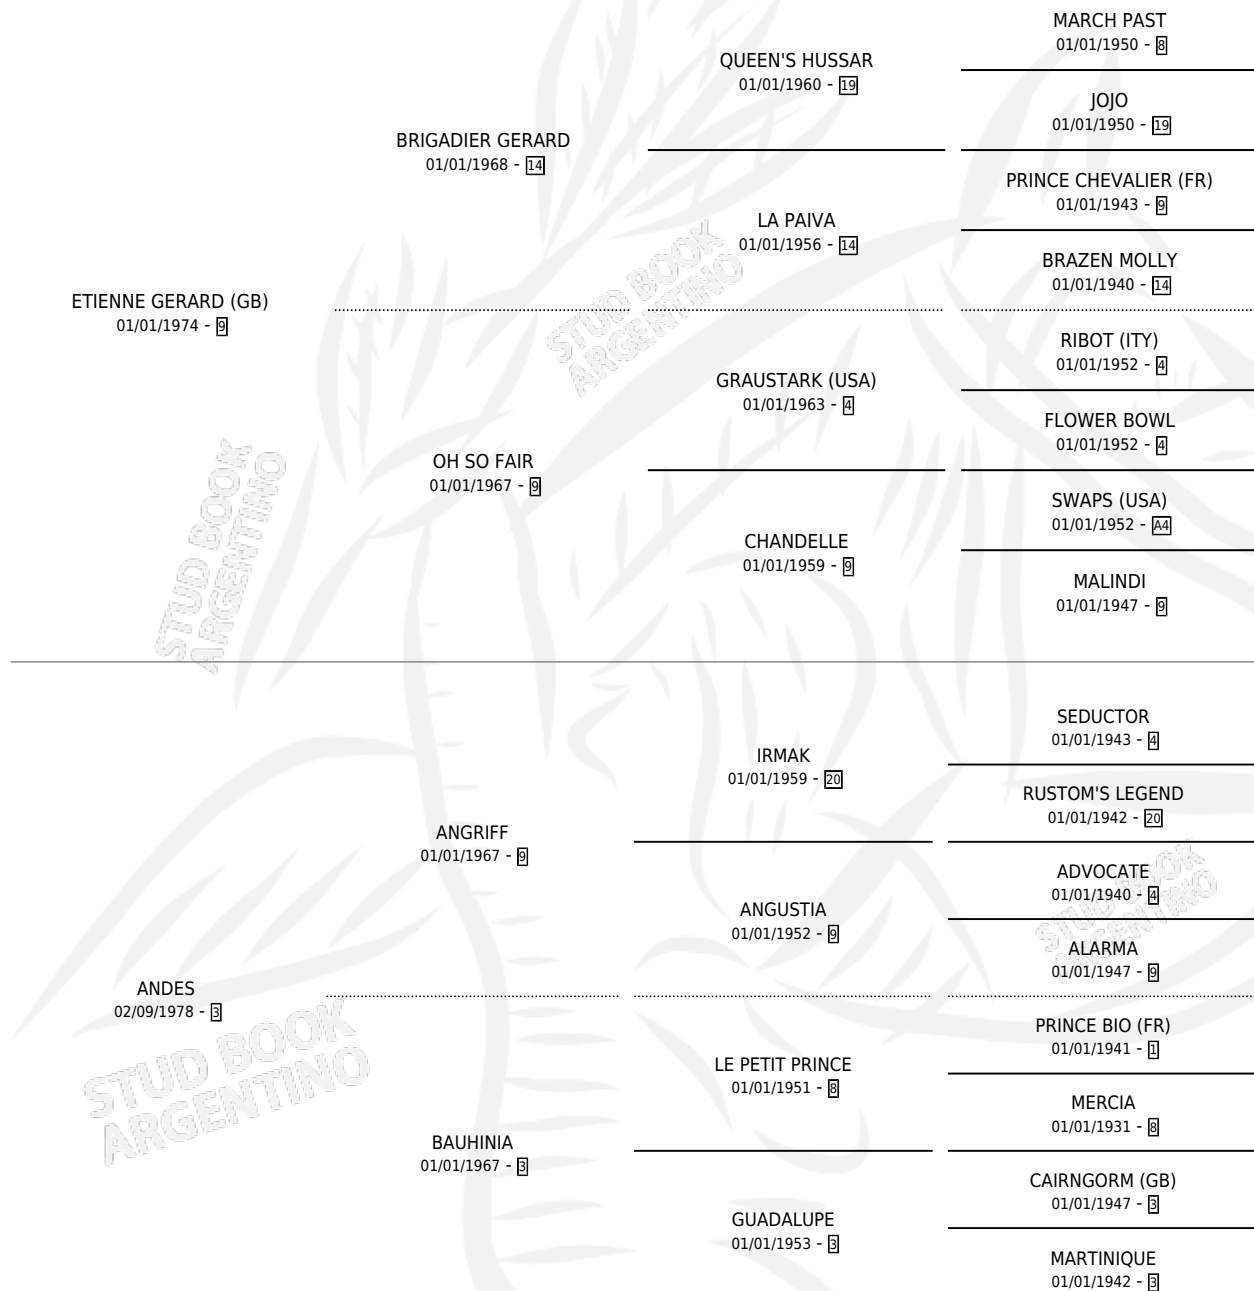 MARCH PAST
01/01/1950 - 8
QUEEN'S HUSSAR
01/01/1960 - 19
JOJO
01/01/1950 - 19
BRIGADIER GERARD
01/01/1968 - 14
PRINCE CHEVALIER (FR)
01/01/1943 - 9
LA PAIVA
01/01/1956 - 14
BRAZEN MOLLY
01/01/1940 - 14
ETIENNE GERARD (GB)
01/01/1974 - 9
RIBOT (ITY)
01/01/1952 - 4
GRAUSTARK (USA)
01/01/1963 - 4
FLOWER BOWL
01/01/1952 - 4
OH SO FAIR
01/01/1967 - 9
SWAPS (USA)
01/01/1952 - A4
CHANDELLE
01/01/1959 - 9
MALINDI
01/01/1947 - 9
SEDUCTOR
01/01/1943 - 4
IRMAK
01/01/1959 - 20
RUSTOM'S LEGEND
01/01/1942 - 20
ANGRIFF
01/01/1967 - 9
ADVOCATE
01/01/1940 - 4
ANGUSTIA
01/01/1952 - 9
ALARMA
01/01/1947 - 9
ANDES
02/09/1978 - 3
PRINCE BIO (FR)
01/01/1941 - 1
LE PETIT PRINCE
01/01/1951 - 8
MERCIA
01/01/1931 - 8
BAUHINIA
01/01/1967 - 3
CAIRNGORM (GB)
01/01/1947 - 3
GUADALUPE
01/01/1953 - 3
MARTINIQUE
01/01/1942 - 3
STUD BOOK
ARGENTINO
STUD BOOK
ARGENTINO
STUD BOOK
ARGENTINO
STUD BOOK
ARGENTINO